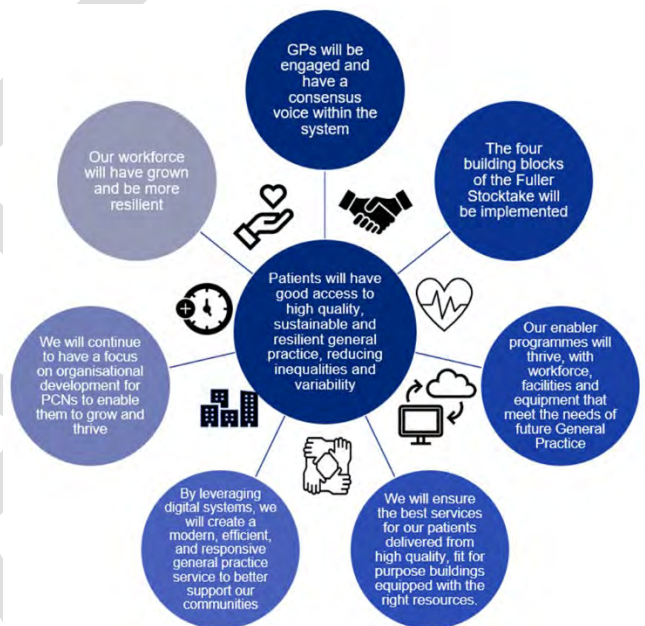 GPs will be
engaged and
have a
consensus
voice within the
system
The four
building blocks
of the Fuller
Stocktake will
be implemented
Our enabler
programmes will
thrive, with
workforce,
facilities and
equipment that
meet the needs of
future General
Practice
We will ensure
the best services
for our patients
delivered from
high quality, fit for
purpose buildings
equipped with the
right resources.
By leveraging
digital systems, we
will create a
modern, efficient,
and responsive
general practice
service to better
support our
communities
We will continue
to have a focus
on organisational
development for
PCNs to enable
them to grow and
thrive
Our workforce
will have grown
and be more
resilient
Patients will have
good access to
high quality,
sustainable and
resilient general
practice, reducing
inequalities and
variability